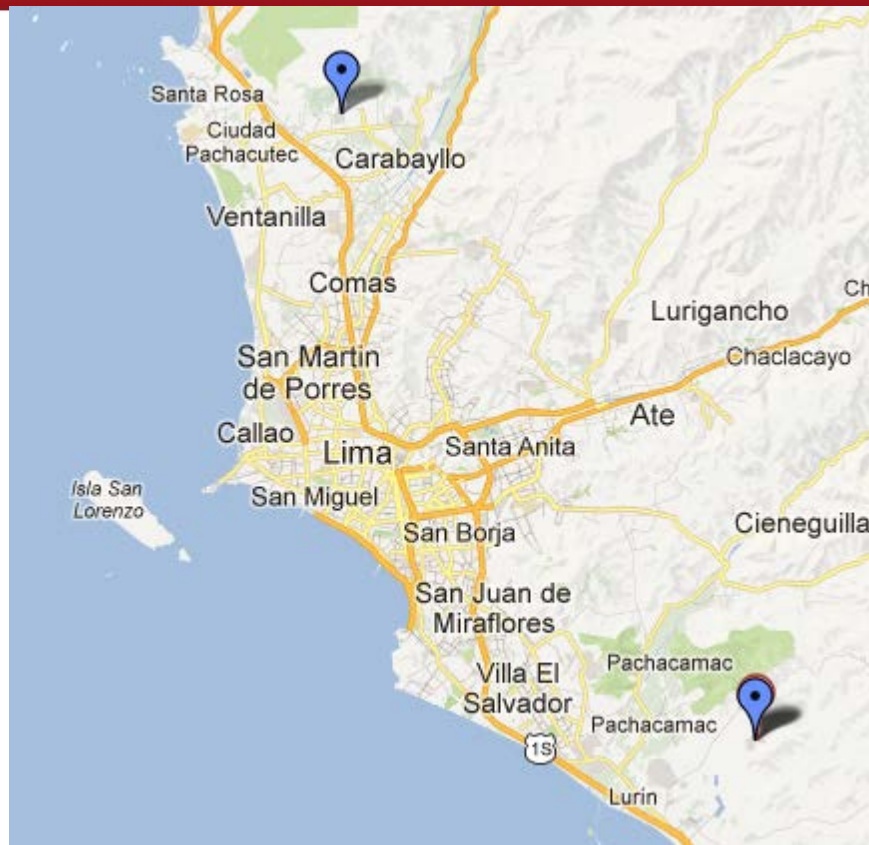 Santa Rosa
Ciudad
Pachacutec
Carabayllo
Ventanilla
Comas
Lurigancho
Ch
Chaclacayo
San Martin
de Porres
Ate
Callao
Lima
Santa Anita
Isla San
Lorenzo
San Miguel
San Borja
Cieneguilla
San Juan de
Miraflores
Pachacamac
Villa El
Salvador
Pachacamac
1S
Lurin